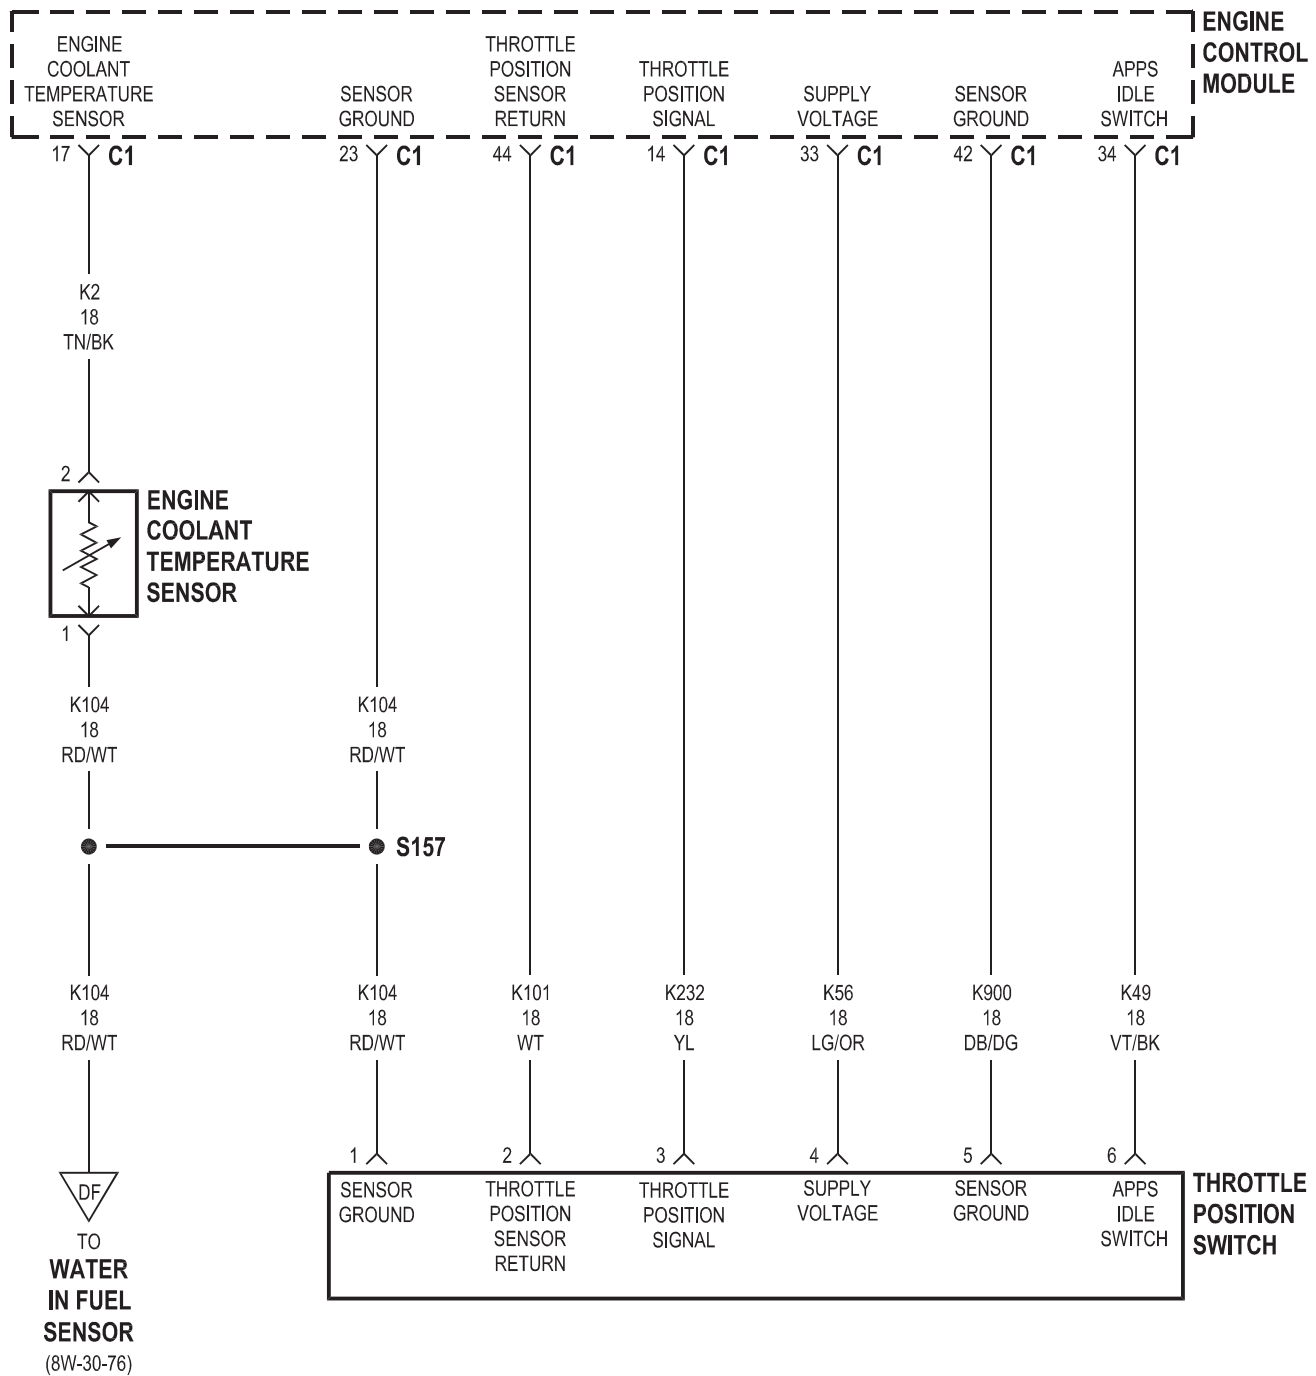 ENGINE
COOLANT
TEMPERATURE
SENSOR
SENSOR
GROUND
THROTTLE
POSITION
SENSOR
RETURN
THROTTLE
POSITION
SIGNAL
SUPPLY
VOLTAGE
SENSOR
GROUND
APPS
IDLE
SWITCH
ENGINE
CONTROL
MODULE
17 C1
23 C1
44 C1
14 C1
33 C1
42 C1
34 C1
K2
18
TN/BK
2
ENGINE
COOLANT
TEMPERATURE
SENSOR
1
K104
18
RD/WT
K104
18
RD/WT
S157
K104
18
RD/WT
K104
18
RD/WT
K101
18
WT
K232
18
YL
K56
18
LG/OR
K900
18
DB/DG
K49
18
VT/BK
1
2
3
4
5
6
SENSOR
GROUND
THROTTLE
POSITION
SENSOR
RETURN
THROTTLE
POSITION
SIGNAL
SUPPLY
VOLTAGE
SENSOR
GROUND
APPS
IDLE
SWITCH
THROTTLE
POSITION
SWITCH
DF
TO
WATER
IN FUEL
SENSOR
(8W-30-76)